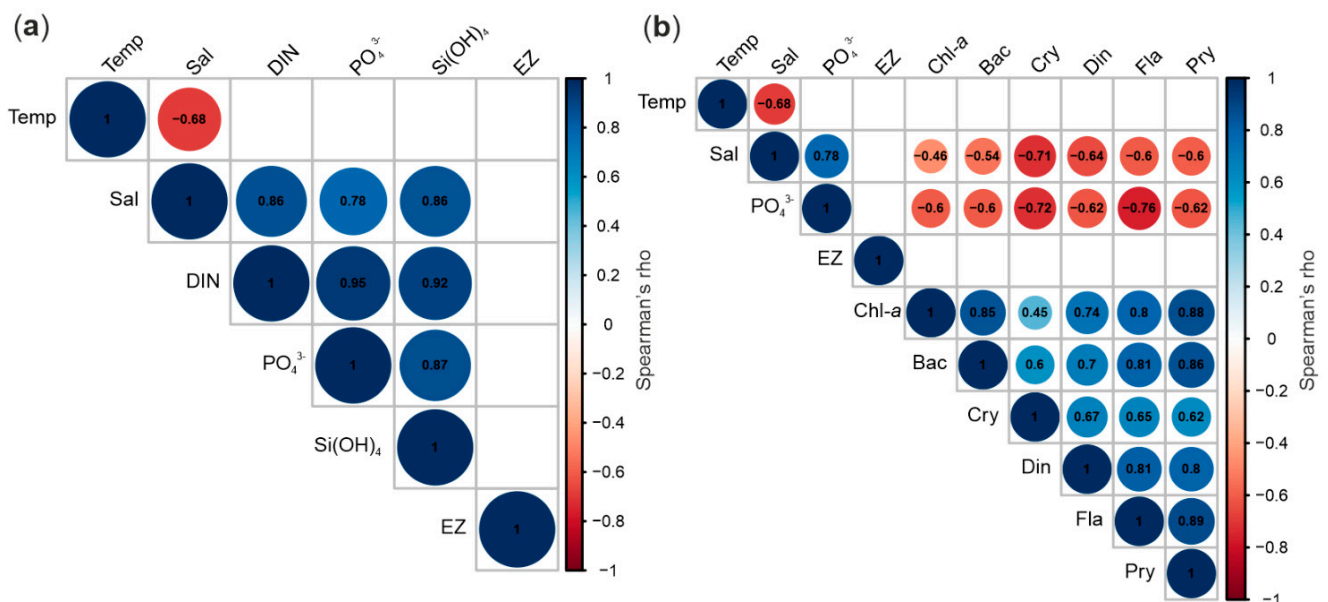 (a)
Temp Sal DIN PO₄³⁻ Si(OH)₄ EZ
Temp 1 −0.68
Sal 1 0.86 0.78 0.86
DIN 1 0.95 0.92
PO₄³⁻ 1 0.87
Si(OH)₄ 1
EZ 1
1
0.8
0.6
0.4
0.2
0
−0.2
−0.4
−0.6
−0.8
−1
Spearman's rho
(b)
Temp Sal PO₄³⁻ EZ Chl-a Bac Cry Din Fla Pry
Temp 1 −0.68
Sal 1 0.78 −0.46 −0.54 −0.71 −0.64 −0.6 −0.6
PO₄³⁻ 1 −0.6 −0.6 −0.72 −0.62 −0.76 −0.62
EZ 1
Chl-a 1 0.85 0.45 0.74 0.8 0.88
Bac 1 0.6 0.7 0.81 0.86
Cry 1 0.67 0.65 0.62
Din 1 0.81 0.8
Fla 1 0.89
Pry 1
1
0.8
0.6
0.4
0.2
0
−0.2
−0.4
−0.6
−0.8
−1
Spearman's rho